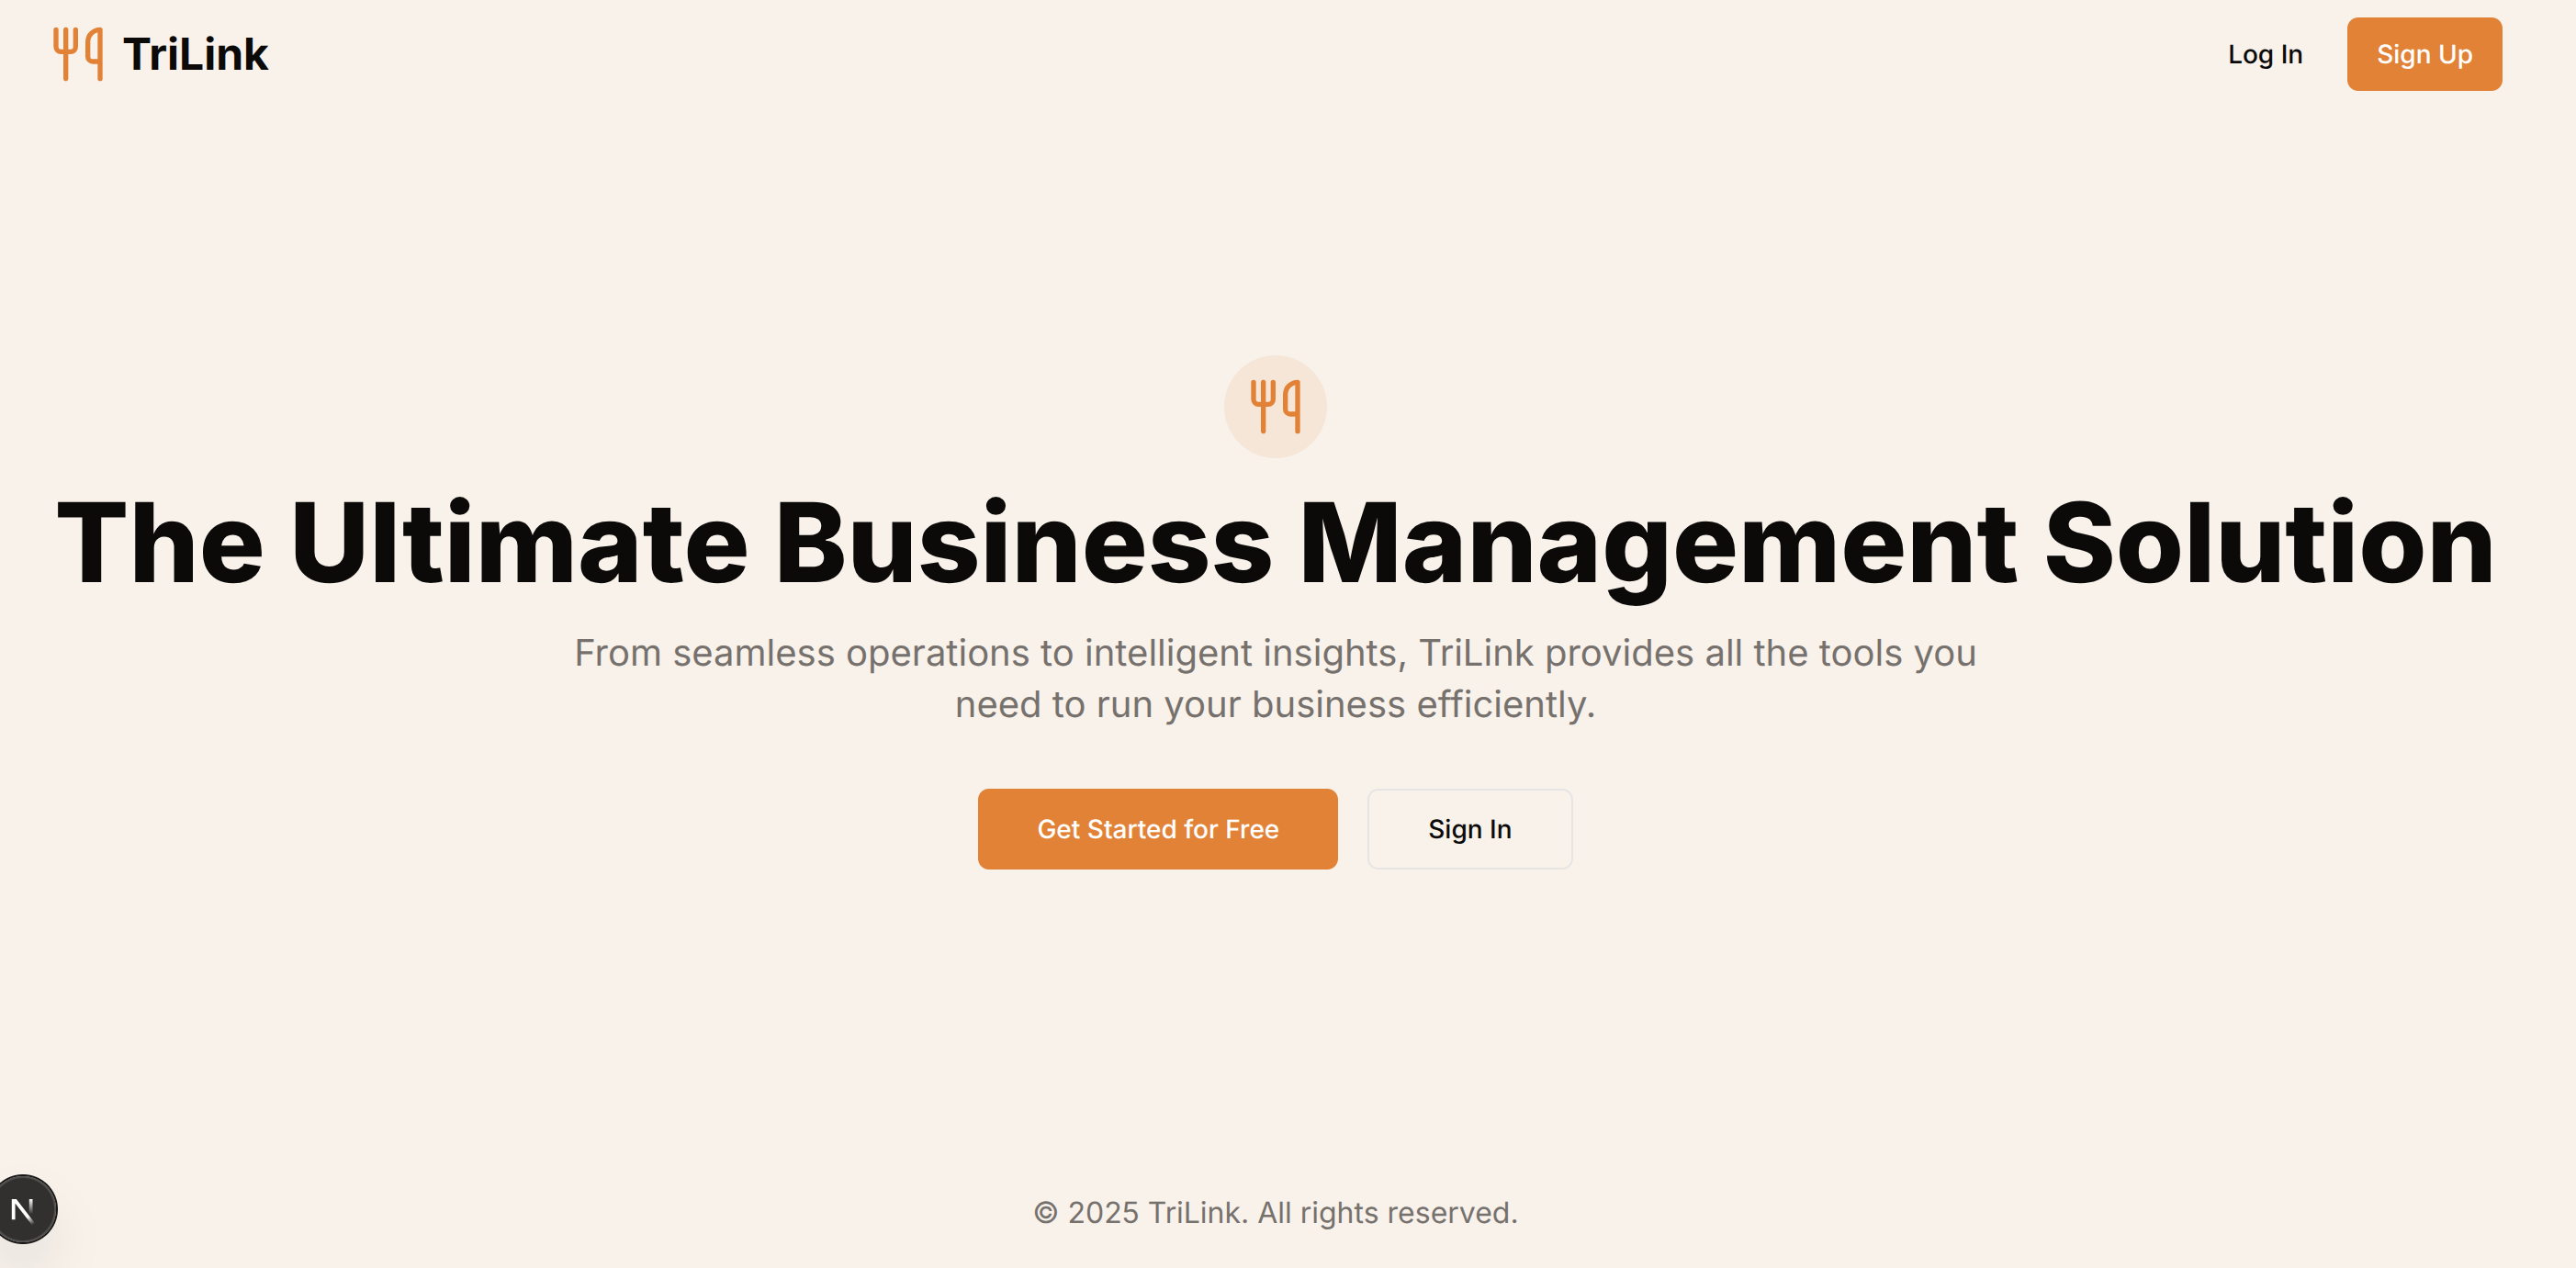 TriLink
Log In
Sign Up
The Ultimate Business Management Solution
From seamless operations to intelligent insights, TriLink provides all the tools you
need to run your business efficiently.
Get Started for Free
Sign In
N
© 2025 TriLink. All rights reserved.